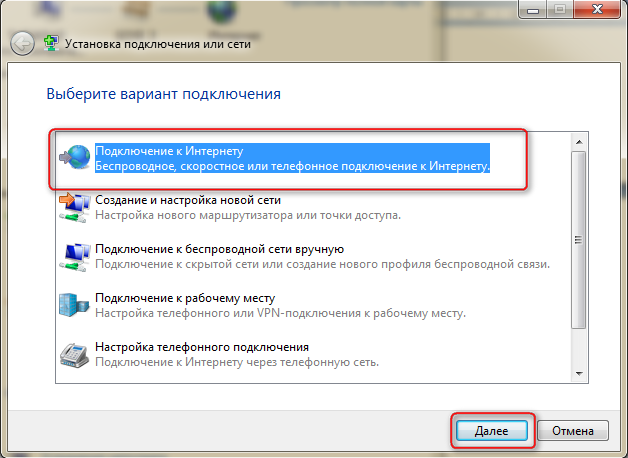 Установка подключения или сети
Выберите вариант подключения
Подключение к Интернету
Беспроводное, скоростное или телефонное подключение к Интернету.
Создание и настройка новой сети
Настройка нового маршрутизатора или точки доступа.
Подключение к беспроводной сети вручную
Подключение к скрытой сети или создание нового профиля беспроводной связи.
Подключение к рабочему месту
Настройка телефонного или VPN-подключения к рабочему месту.
Настройка телефонного подключения
Подключение к Интернету через телефонную сеть.
Далее
Отмена